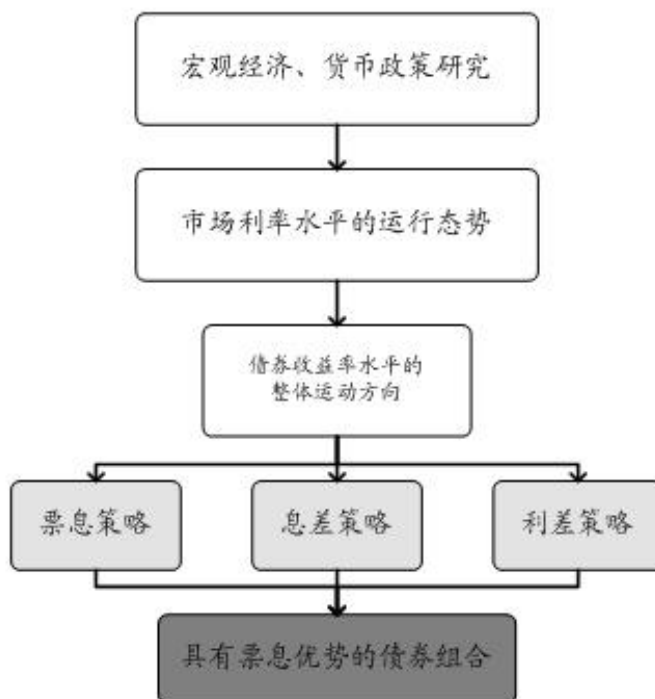 宏观经济、货币政策研究
市场利率水平的运行态势
债券收益率水平的
整体运动方向
票息策略
息差策略
利差策略
具有票息优势的债券组合